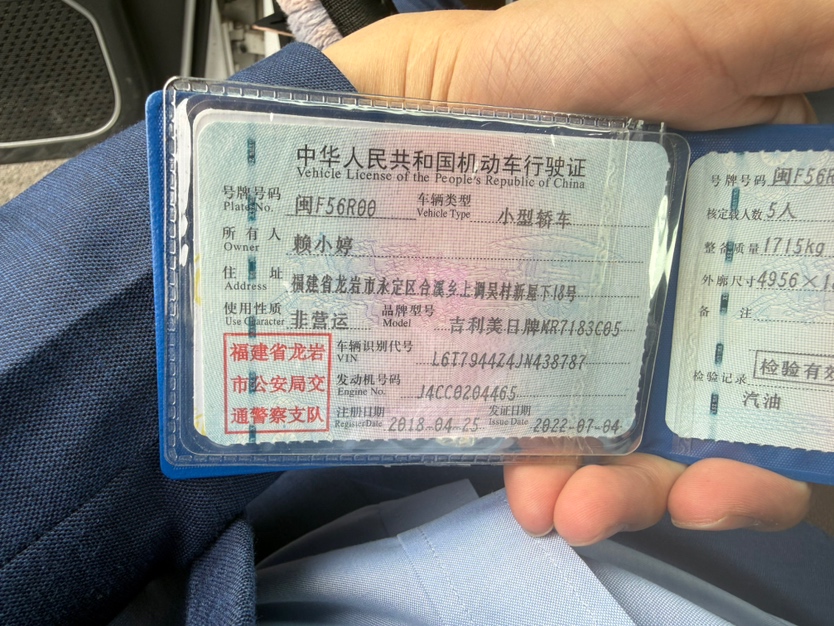 中华人民共和国机动车行驶证
Vehicle License of the People's Republic of China
号牌号码 Plate No. 闽F56R00 车辆类型 Vehicle Type 小型轿车
所有人 Owner 赖小婷
住址 Address 福建省龙岩市永定区合溪乡上调吴村新屋下18号
使用性质 Use Character 非营运 品牌型号 Model 吉利美日牌MR7183C05
福建省龙岩
市公安局交
通警察支队
车辆识别代号 VIN L6T7944Z4JN438787
发动机号码 Engine No. J4CC0204465
注册日期 Register Date 2018-04-25 发证日期 Issue Date 2022-07-04
号牌号码 闽F56R
核定载人数 5人
整备质量 1715kg
外廓尺寸 4956×1
备注
检验记录 检验有效
汽油